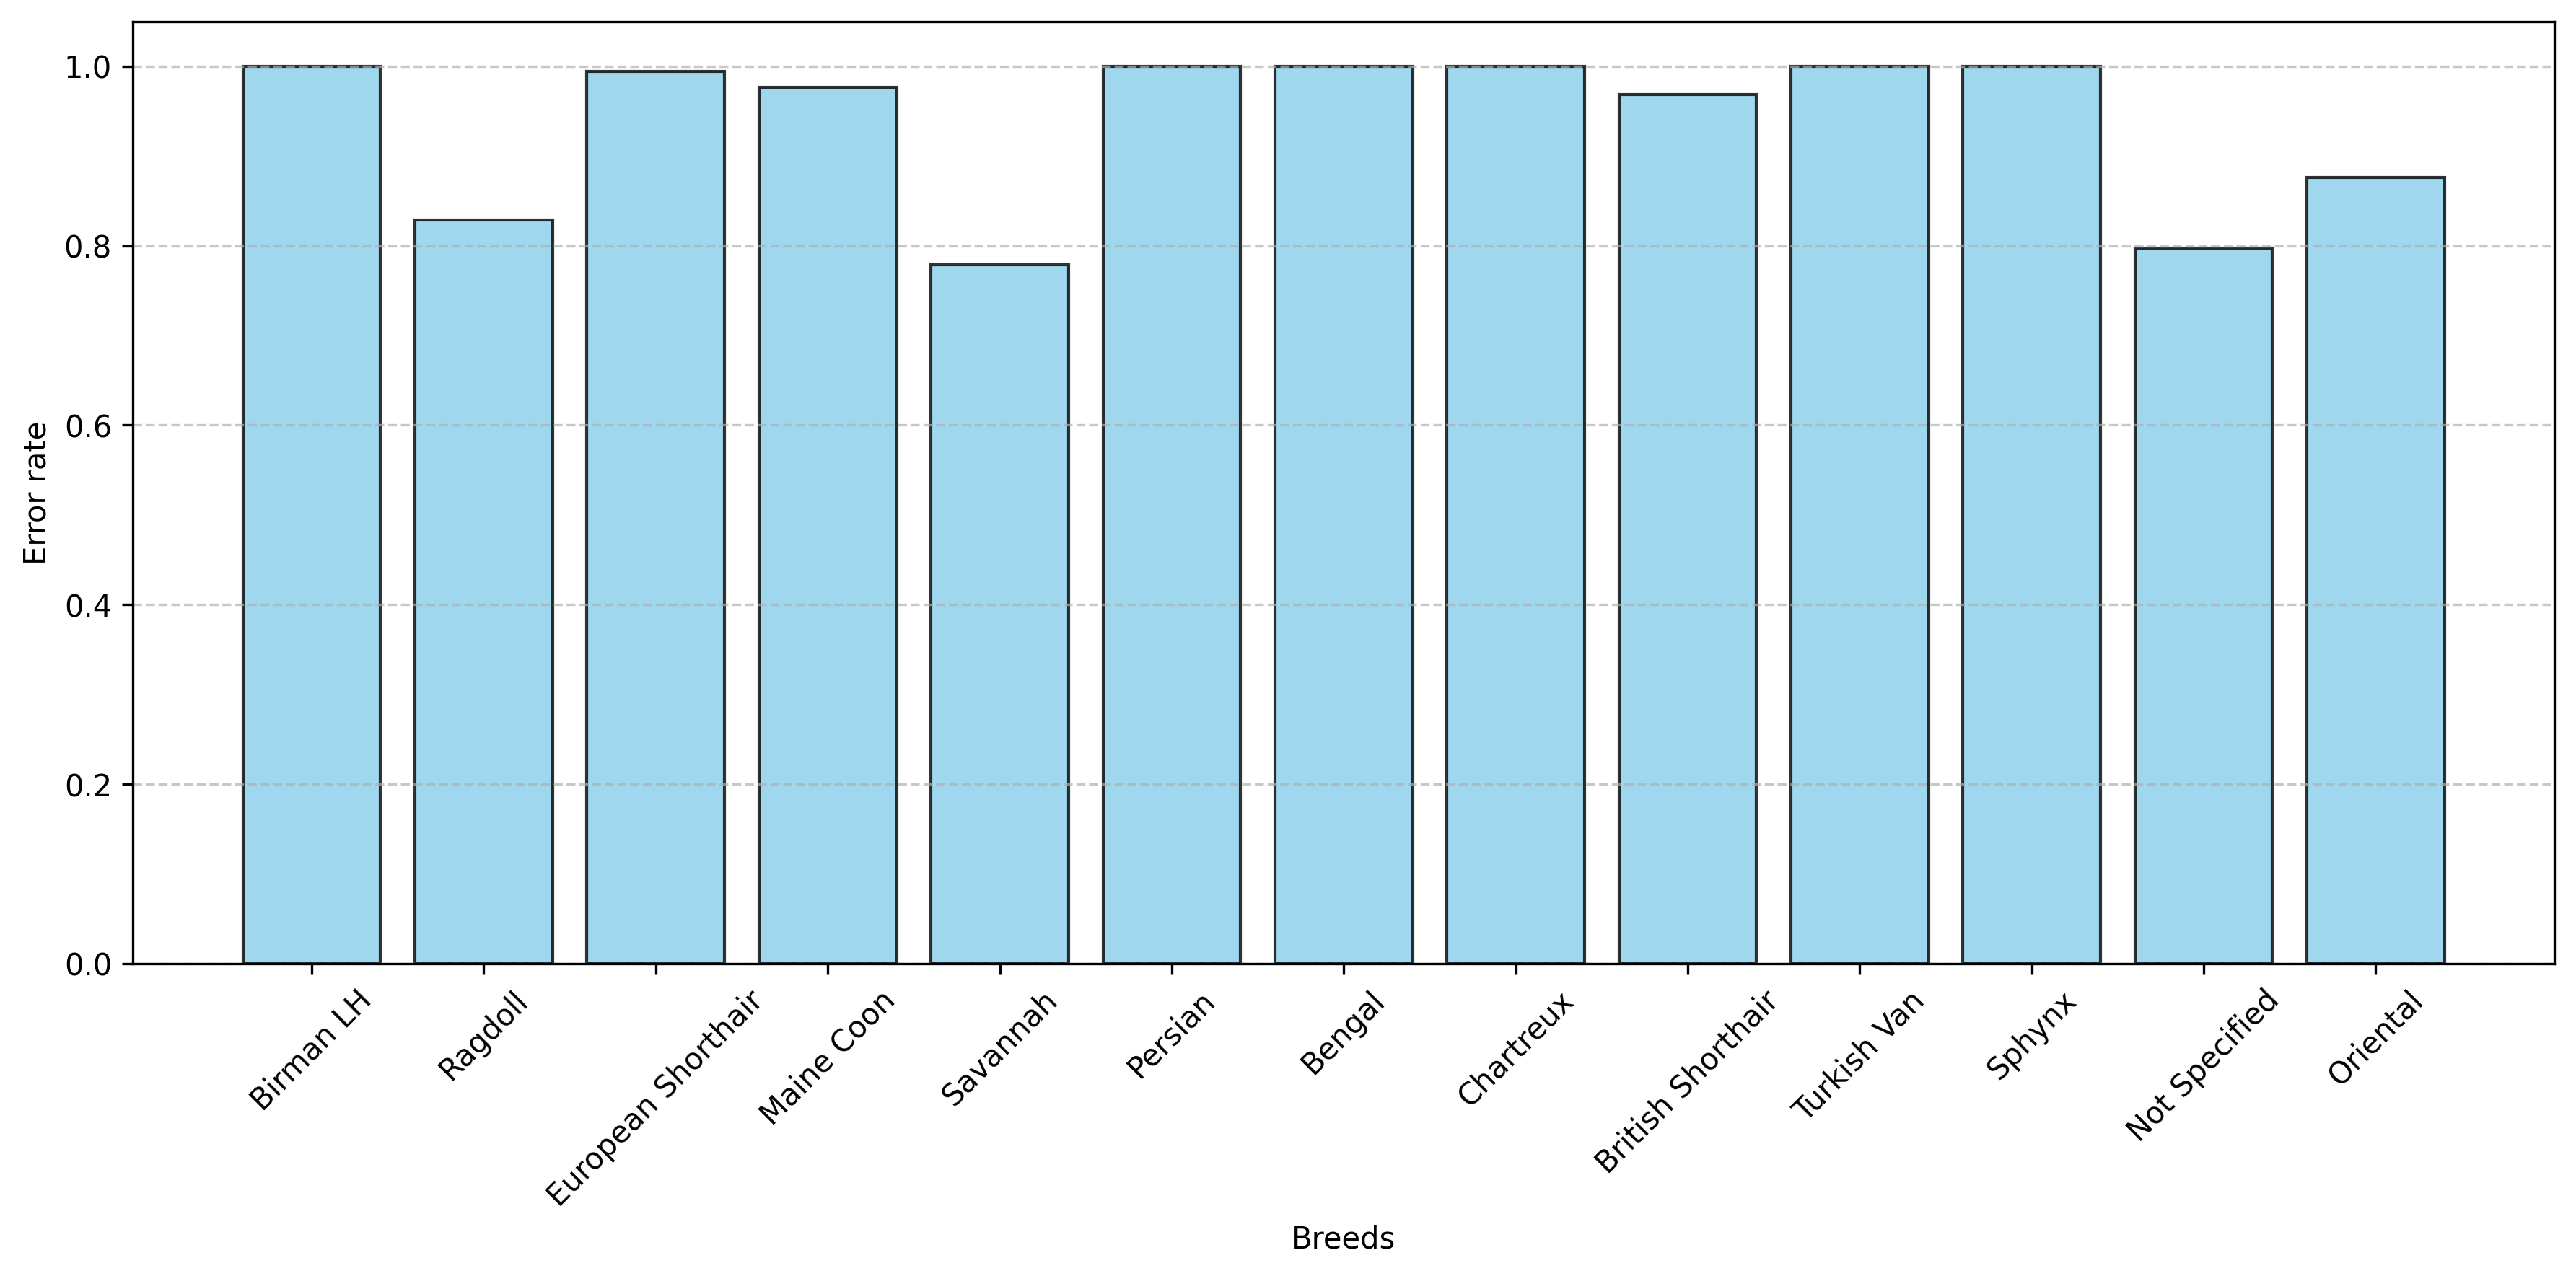 1.0
0.8
0.6
0.4
0.2
0.0
Error rate
Birman LH
Ragdoll
European Shorthair
Maine Coon
Savannah
Persian
Bengal
Chartreux
British Shorthair
Turkish Van
Sphynx
Not Specified
Oriental
Breeds